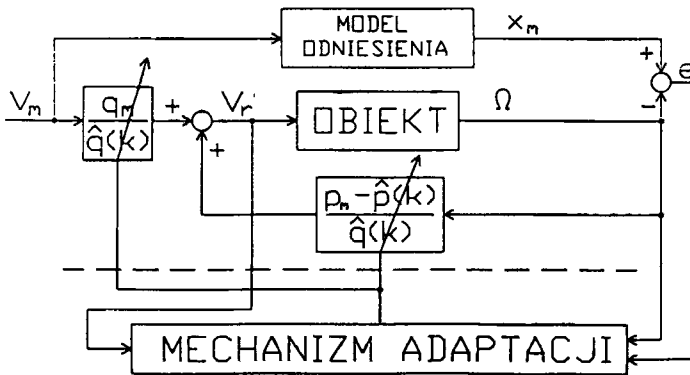 MODEL
ODNIESIENIA
x_m
+
e
V_m
q_m
q̂(k)
+
V_r
+
OBIEKT
Ω
-
p_m - p̂(k)
q̂(k)
MECHANIZM ADAPTACJI